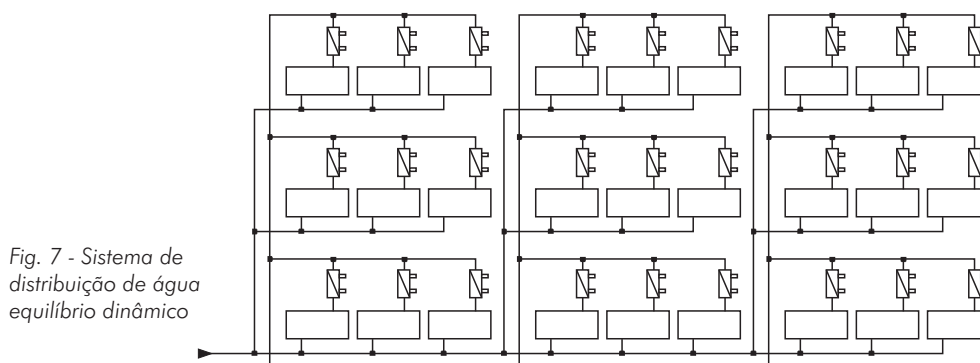 Fig. 7 - Sistema de
distribuição de água
equilíbrio dinâmico